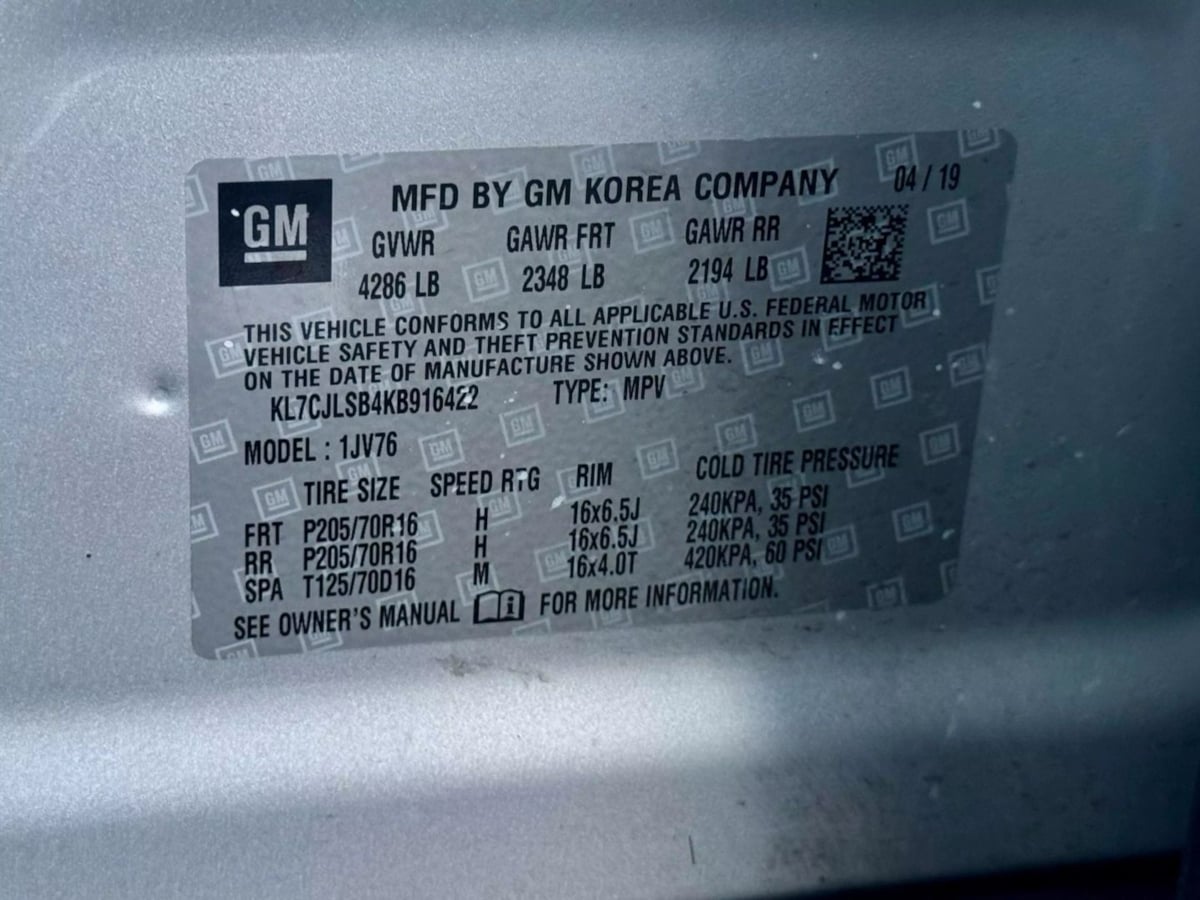 GM
MFD BY GM KOREA COMPANY 04 / 19
GVWR GAWR FRT GAWR RR
4286 LB 2348 LB 2194 LB
THIS VEHICLE CONFORMS TO ALL APPLICABLE U.S. FEDERAL MOTOR
VEHICLE SAFETY AND THEFT PREVENTION STANDARDS IN EFFECT
ON THE DATE OF MANUFACTURE SHOWN ABOVE.
KL7CJLSB4KB916422 TYPE: MPV
MODEL : 1JV76
TIRE SIZE SPEED RTG RIM COLD TIRE PRESSURE
FRT P205/70R16 H 16x6.5J 240KPA, 35 PSI
RR P205/70R16 H 16x6.5J 240KPA, 35 PSI
SPA T125/70D16 M 16x4.0T 420KPA, 60 PSI
SEE OWNER'S MANUAL FOR MORE INFORMATION.